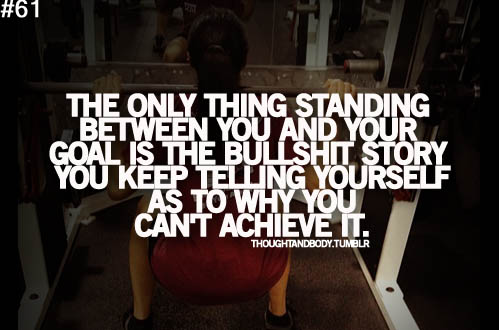 #61
THE ONLY THING STANDING
BETWEEN YOU AND YOUR
GOAL IS THE BULLSHIT STORY
YOU KEEP TELLING YOURSELF
AS TO WHY YOU
CAN'T ACHIEVE IT.
THOUGHTANDBODY.TUMBLR